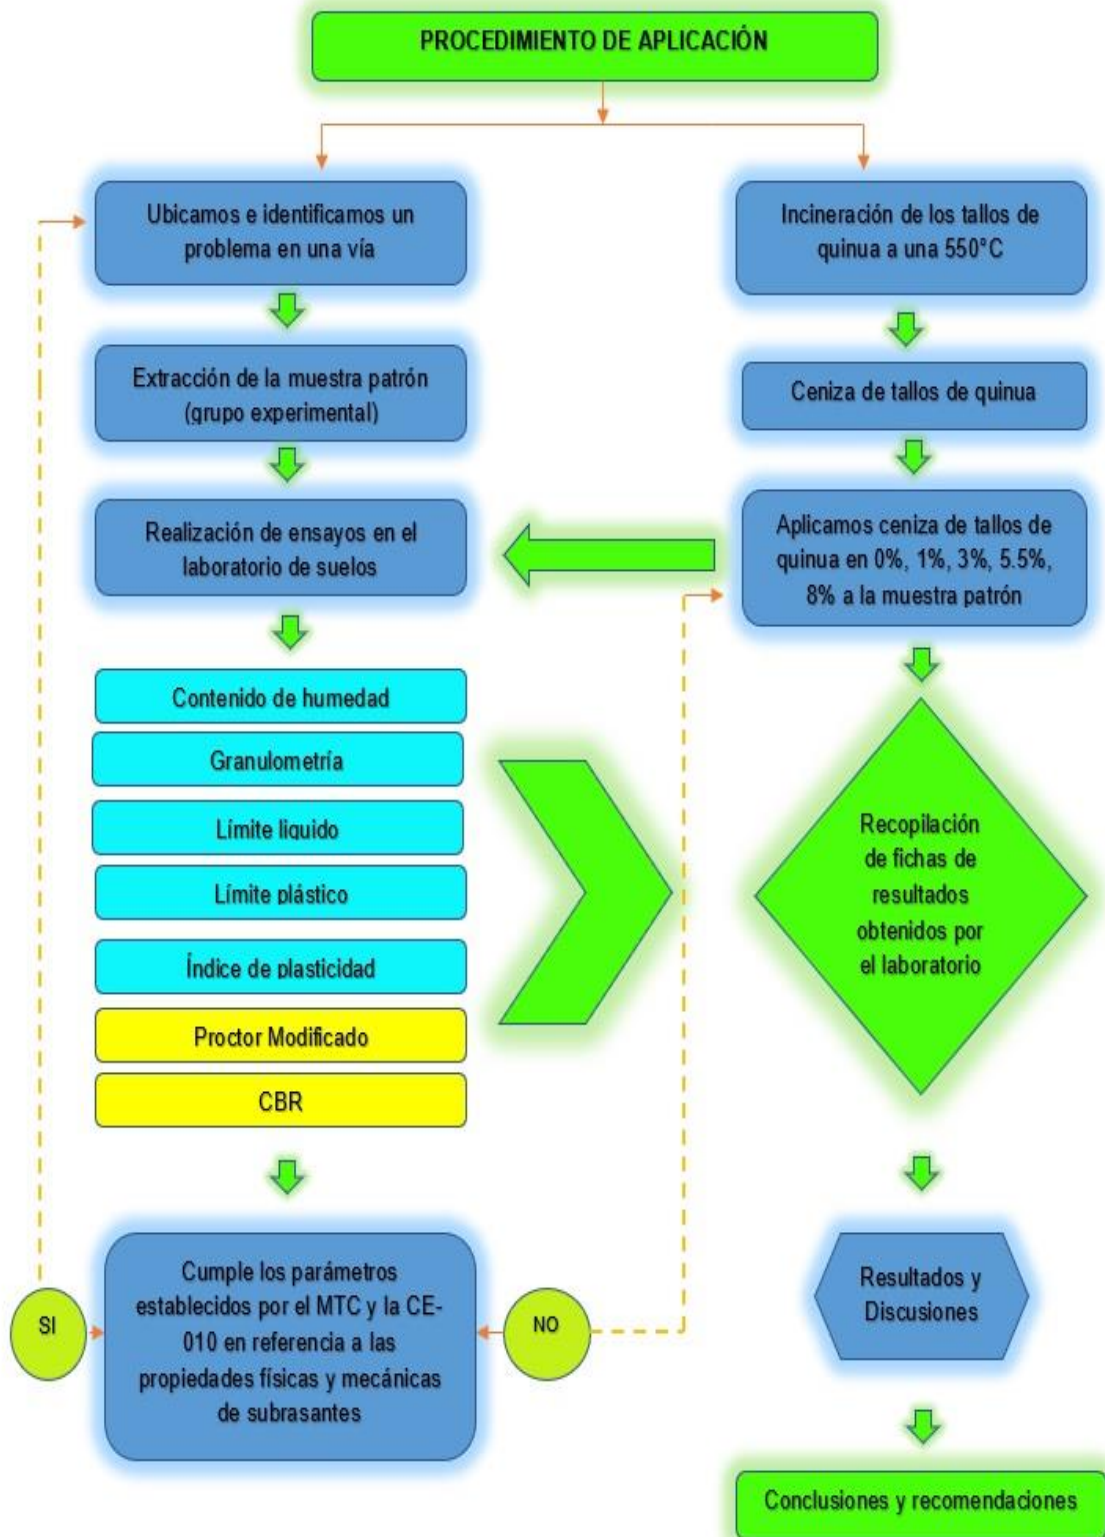 PROCEDIMIENTO DE APLICACIÓN
Ubicamos e identificamos un
problema en una vía
Extracción de la muestra patrón
(grupo experimental)
Realización de ensayos en el
laboratorio de suelos
Contenido de humedad
Granulometría
Límite liquido
Límite plástico
Índice de plasticidad
Proctor Modificado
CBR
SI
Cumple los parámetros
establecidos por el MTC y la CE-
010 en referencia a las
propiedades físicas y mecánicas
de subrasantes
NO
Incineración de los tallos de
quinua a una 550°C
Ceniza de tallos de quinua
Aplicamos ceniza de tallos de
quinua en 0%, 1%, 3%, 5.5%,
8% a la muestra patrón
Recopilación
de fichas de
resultados
obtenidos por
el laboratorio
Resultados y
Discusiones
Conclusiones y recomendaciones